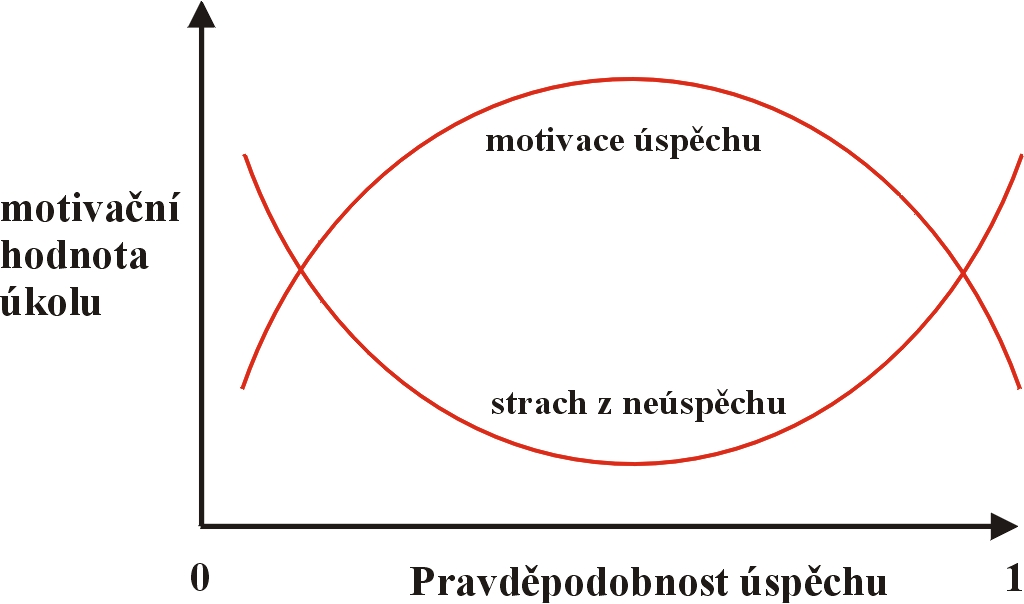 motivace úspěchu
motivační
hodnota
úkolu
strach z neúspěchu
0
Pravděpodobnost úspěchu
1